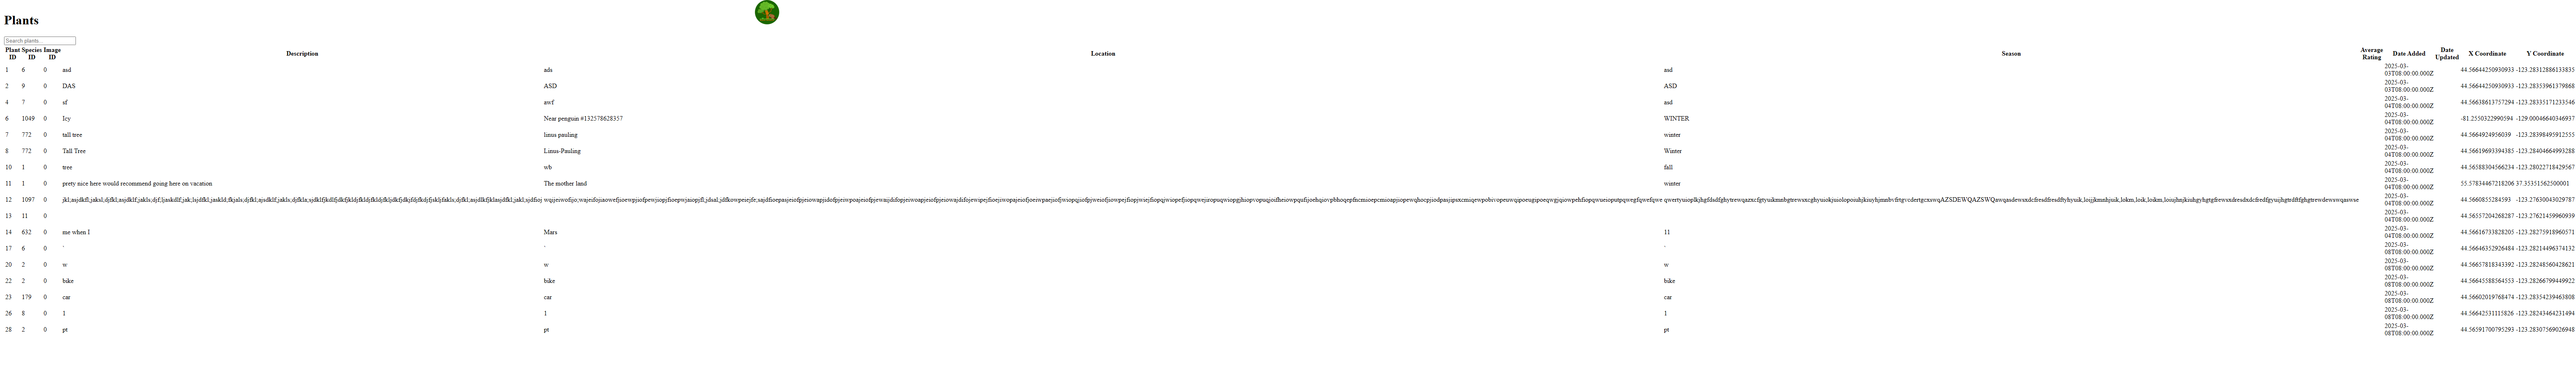 Plants
Search plants...
Plant ID Species ID Image ID Description Location Season Average Rating Date Added Date Updated X Coordinate Y Coordinate
1 6 0 asd ads asd 2025-03-03T08:00:00.000Z 44.56644250930933 -123.28312886133835
2 9 0 DAS ASD ASD 2025-03-03T08:00:00.000Z 44.56644250930933 -123.28353961379868
4 7 0 sf awf asd 2025-03-04T08:00:00.000Z 44.56638613757294 -123.28335171233546
6 1049 0 Icy Near penguin #132578628357 WINTER 2025-03-04T08:00:00.000Z -81.2550322990594 -129.00046640346937
7 772 0 tall tree linus pauling winter 2025-03-04T08:00:00.000Z 44.5664924956039 -123.28398495912555
8 772 0 Tall Tree Linus-Pauling Winter 2025-03-04T08:00:00.000Z 44.56619693394385 -123.28404664993288
10 1 0 tree wb fall 2025-03-04T08:00:00.000Z 44.56588304566234 -123.28022718429567
11 1 0 prety nice here would recommend going here on vacation The mother land winter 2025-03-04T08:00:00.000Z 55.57834467218206 37.35351562500001
12 1097 0 2025-03-04T08:00:00.000Z 44.5660855284593 -123.27630043029787
13 11 0 2025-03-04T08:00:00.000Z 44.56557204268287 -123.27621459960939
14 632 0 me when I Mars 11 2025-03-04T08:00:00.000Z 44.56616733828205 -123.28275918960571
17 6 0 ` ` ` 2025-03-08T08:00:00.000Z 44.56646352926484 -123.28214496374132
20 2 0 w w w 2025-03-08T08:00:00.000Z 44.56657818343392 -123.28248560428621
22 2 0 bike bike bike 2025-03-08T08:00:00.000Z 44.56645588564553 -123.28266799449922
23 179 0 car car car 2025-03-08T08:00:00.000Z 44.56602019768474 -123.28354239463808
26 8 0 1 1 1 2025-03-08T08:00:00.000Z 44.56642531115826 -123.28243464231494
28 2 0 pt pt pt 2025-03-08T08:00:00.000Z 44.56591700795293 -123.28307569026948